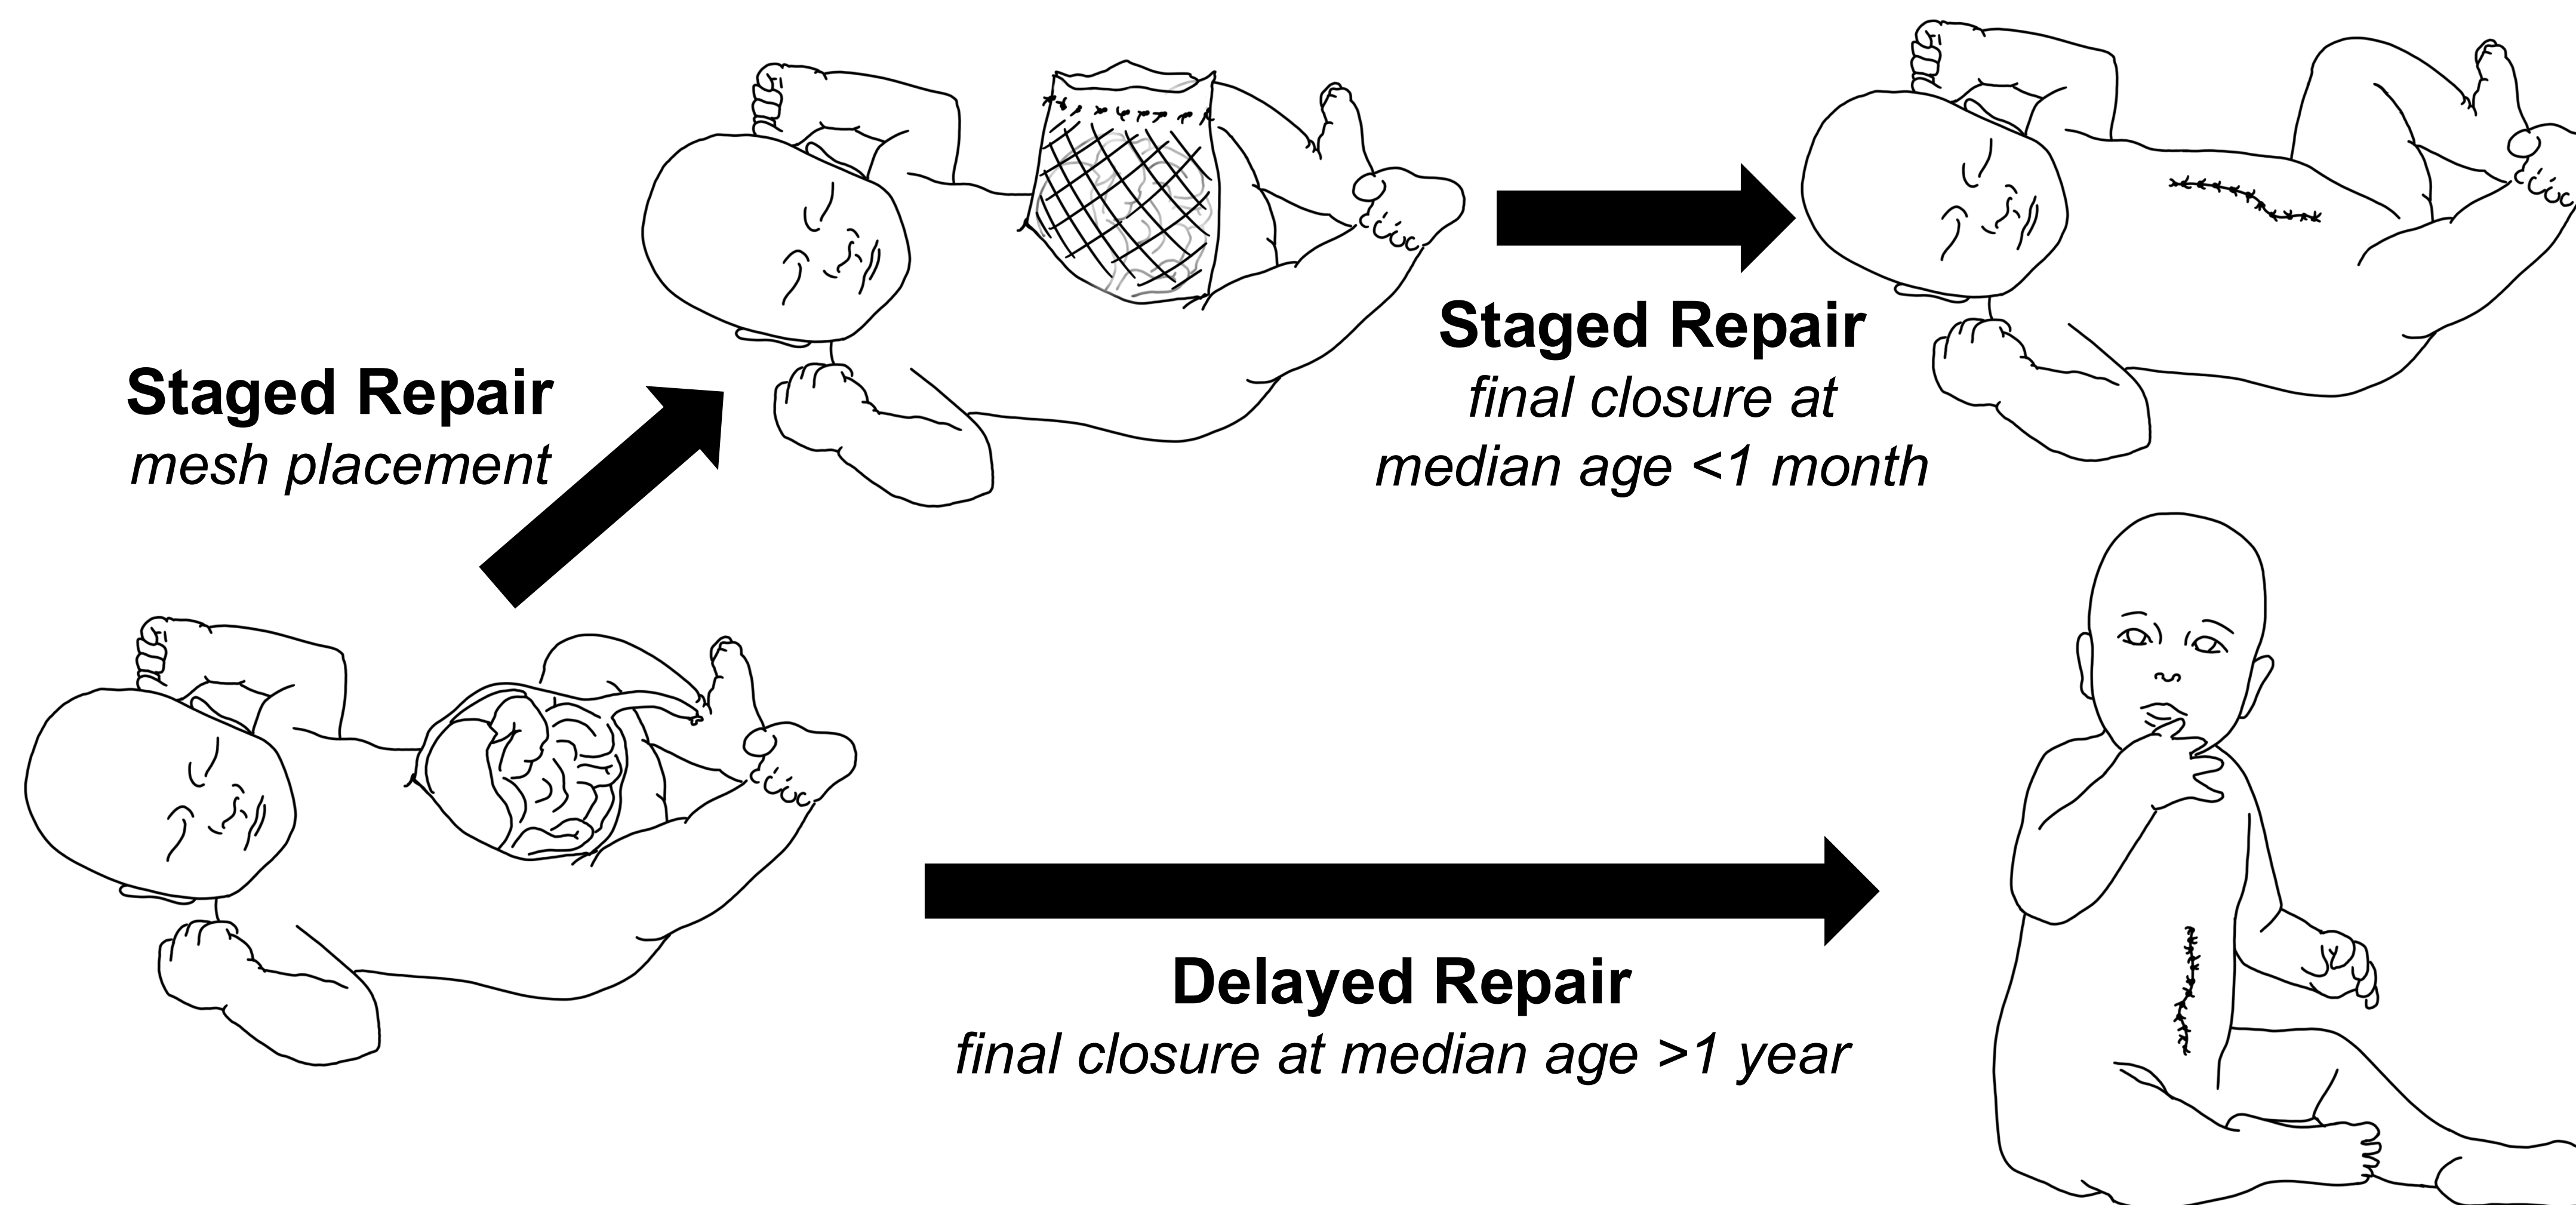 Staged Repair
mesh placement
Staged Repair
final closure at
median age <1 month
Delayed Repair
final closure at median age >1 year